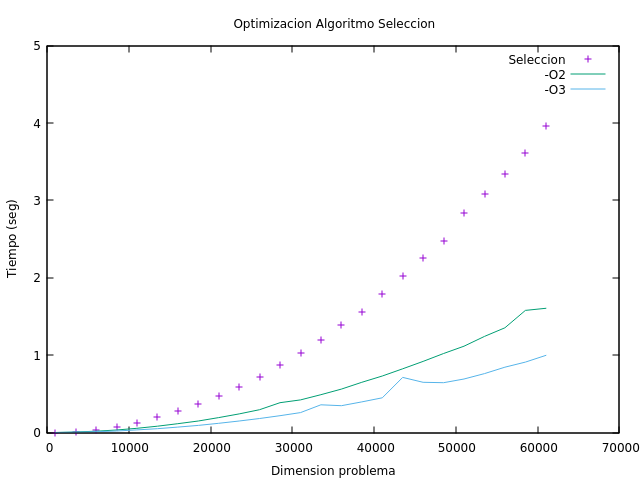 Optimizacion Algoritmo Seleccion
5
4
3
2
1
0
Tiempo (seg)
Seleccion
-O2
-O3
0 10000 20000 30000 40000 50000 60000 70000
Dimension problema